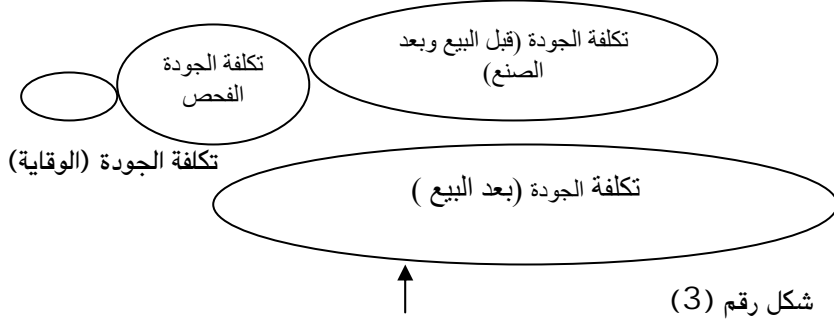 تكلفة الجودة (قبل البيع وبعد
الصنع)
تكلفة الجودة
الفحص
تكلفة الجودة (الوقاية)
تكلفة الجودة (بعد البيع )
شكل رقم (3)